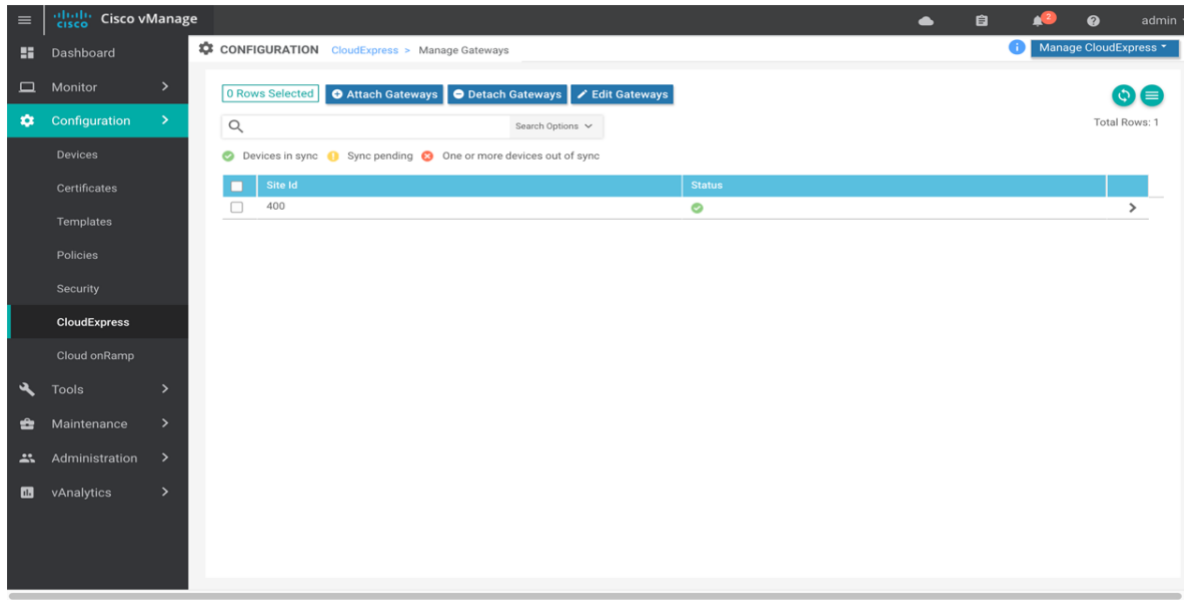 cisco Cisco vManage
2
admin
Dashboard
Monitor
Configuration
Devices
Certificates
Templates
Policies
Security
CloudExpress
Cloud onRamp
Tools
Maintenance
Administration
vAnalytics
CONFIGURATION CloudExpress > Manage Gateways
Manage CloudExpress
0 Rows Selected Attach Gateways Detach Gateways Edit Gateways
Search Options
Total Rows: 1
Devices in sync Sync pending One or more devices out of sync
Site Id Status
400